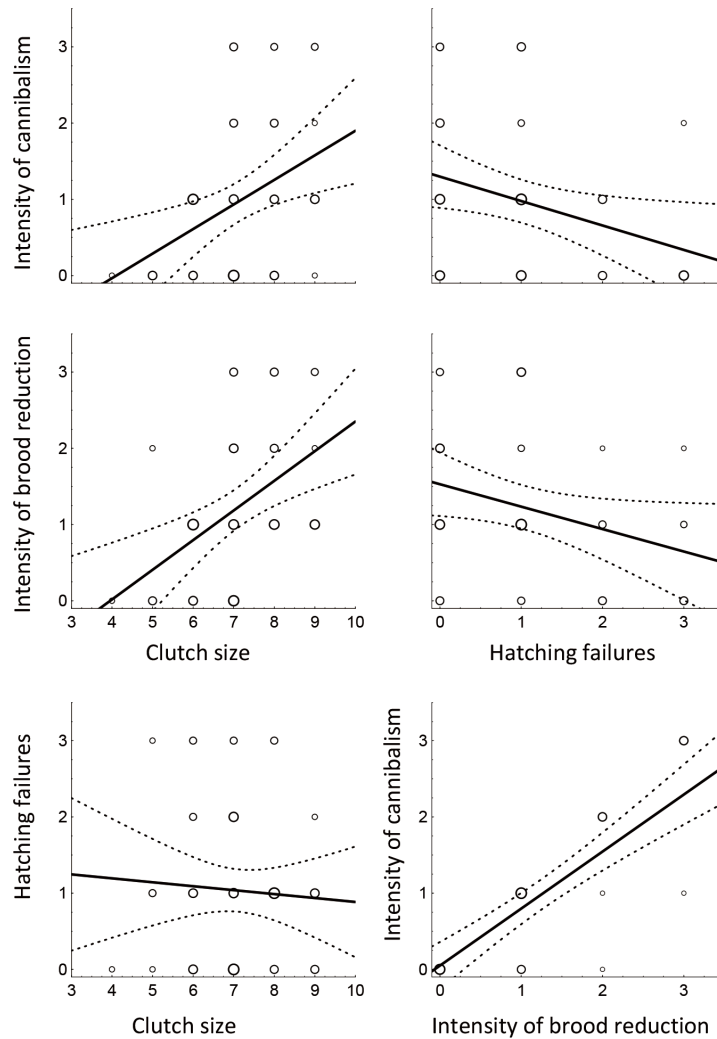 Intensity of cannibalism
3
2
1
0
Intensity of brood reduction
3
2
1
0
3 4 5 6 7 8 9 10
0 1 2 3
Clutch size
Hatching failures
Hatching failures
3
2
1
0
3 4 5 6 7 8 9 10
Clutch size
Intensity of cannibalism
3
2
1
0
0 1 2 3
Intensity of brood reduction